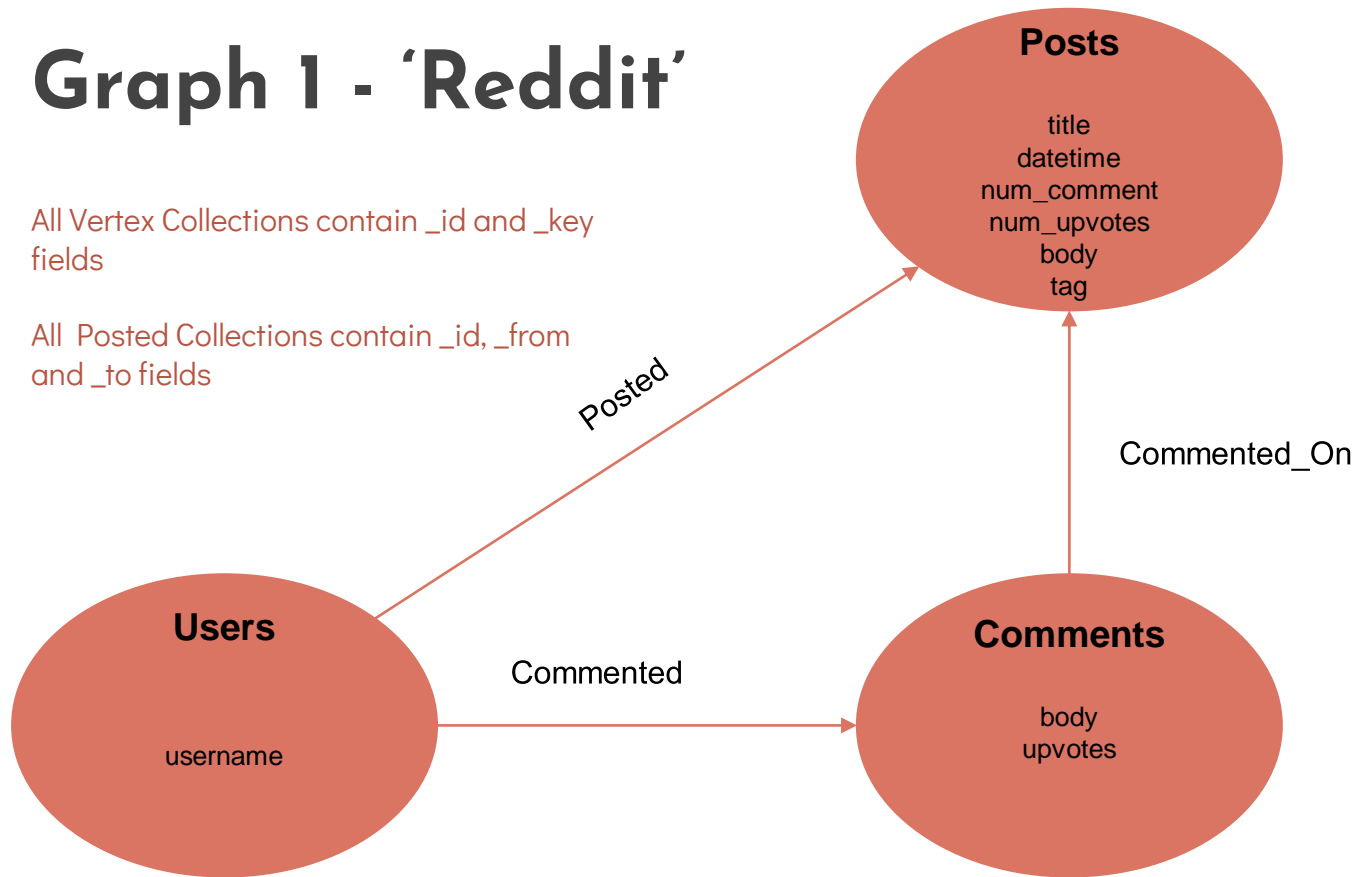 Graph 1 - ‘Reddit’
All Vertex Collections contain _id and _key
fields
All Posted Collections contain _id, _from
and _to fields
Posts
title
datetime
num_comment
num_upvotes
body
tag
Posted
Commented_On
Users
username
Commented
Comments
body
upvotes